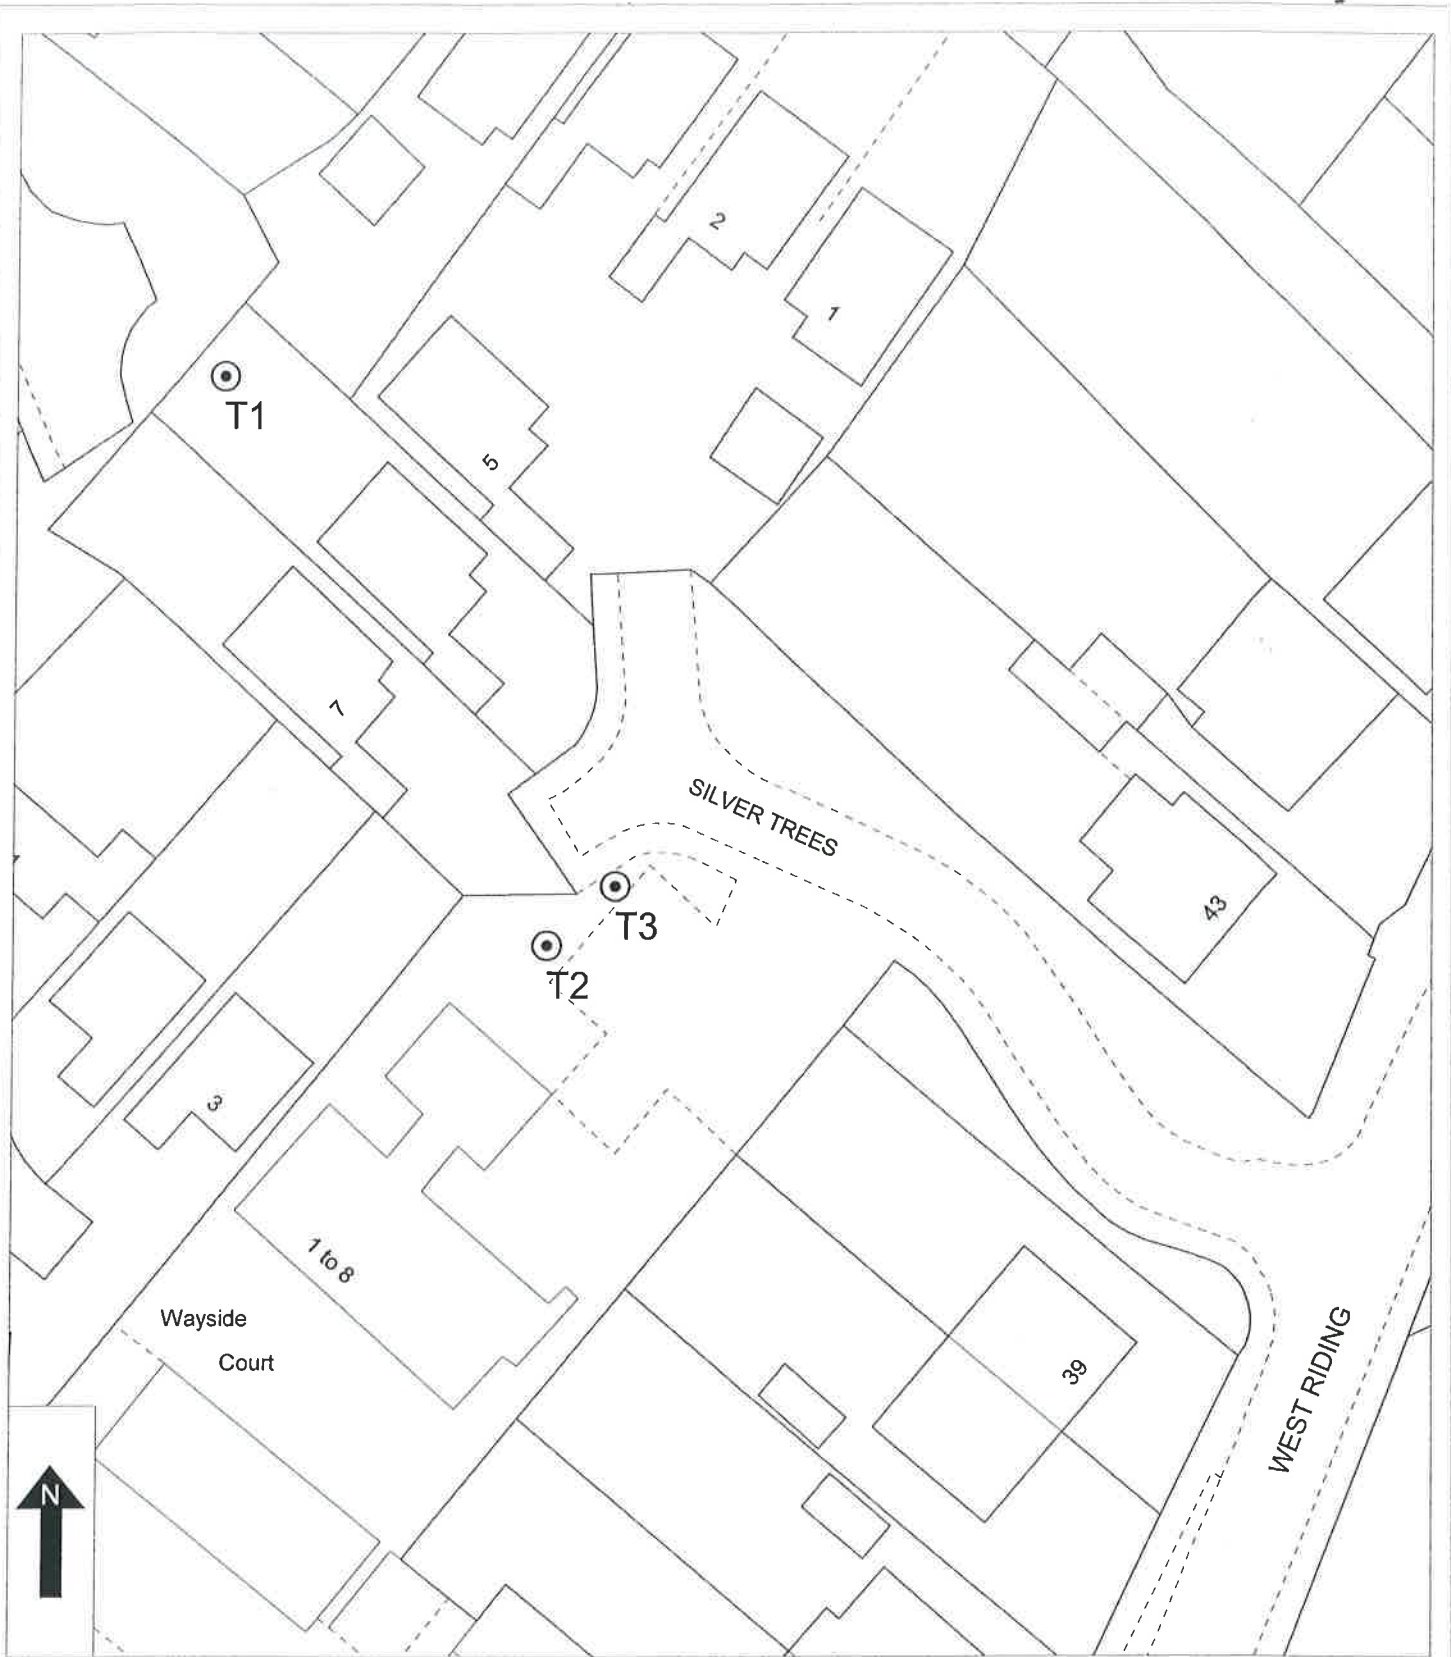 2
1
T1
5
7
SILVER TREES
T3
43
T2
3
1 to 8
Wayside
Court
39
WEST RIDING
N